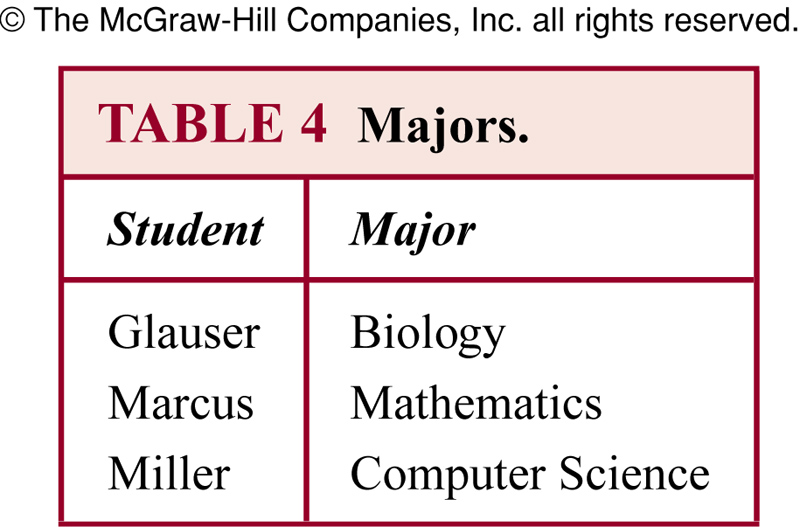 © The McGraw-Hill Companies, Inc. all rights reserved.
TABLE 4 Majors.
Student Major
Glauser Biology
Marcus Mathematics
Miller Computer Science